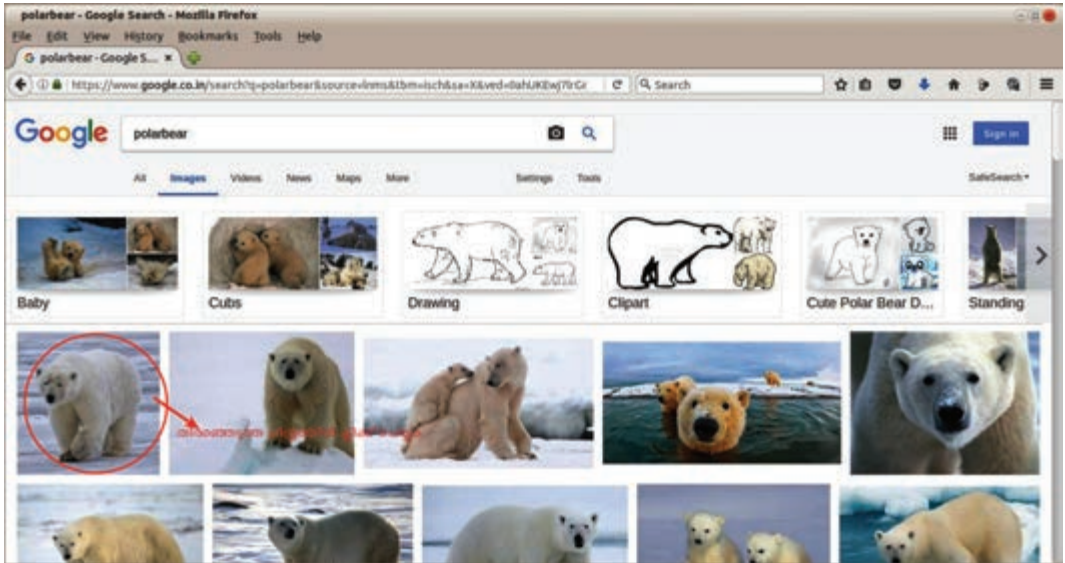 polarbear - Google Search - Mozilla Firefox
File Edit View History Bookmarks Tools Help
G polarbear - Google S... ×
https://www.google.co.in/search?q=polarbear&source=lnms&tbm=isch&sa=X&ved=0ahUKEwj7lrGr
Search
Google polarbear Sign in
All Images Videos News Maps More Settings Tools SafeSearch
Baby Cubs Drawing Clipart Cute Polar Bear D... Standing